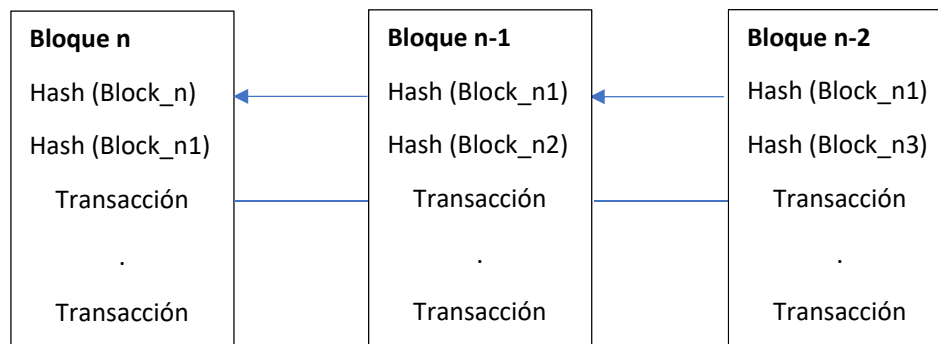 Bloque n
Hash (Block_n)
Hash (Block_n1)
Transacción
.
Transacción
Bloque n-1
Hash (Block_n1)
Hash (Block_n2)
Transacción
.
Transacción
Bloque n-2
Hash (Block_n1)
Hash (Block_n3)
Transacción
.
Transacción